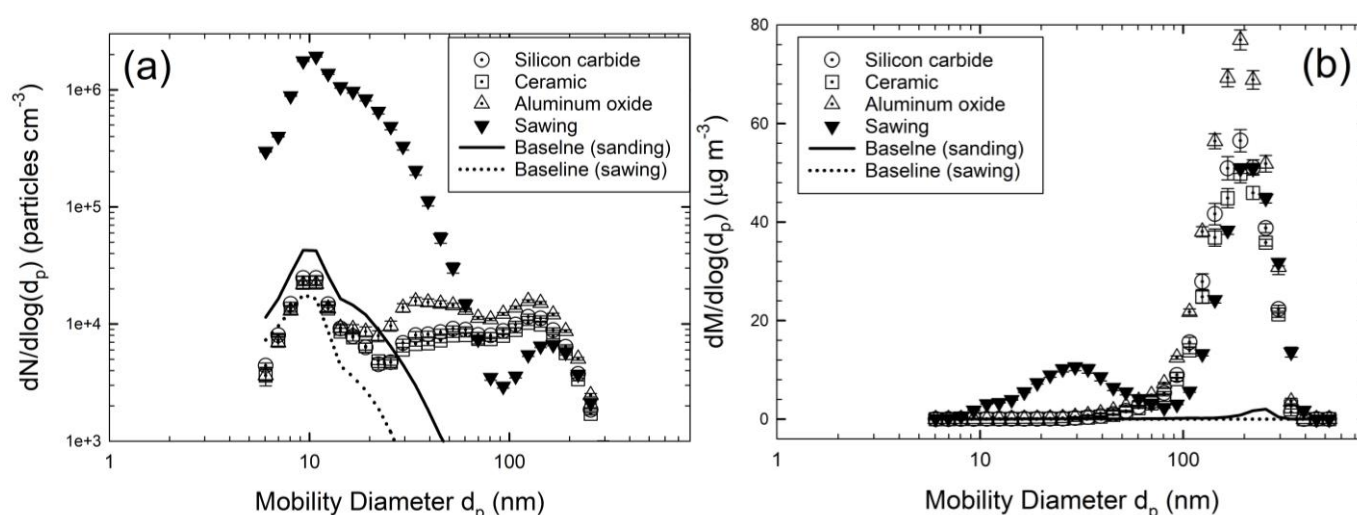 (a)
dN/dlog(dp) (particles cm⁻³)
1e+6
1e+5
1e+4
1e+3
Silicon carbide
Ceramic
Aluminum oxide
Sawing
Baselne (sanding)
Baseline (sawing)
1 10 100
Mobility Diameter dp (nm)
(b)
dM/dlog(dp) (μg m⁻³)
80
60
40
20
0
Silicon carbide
Ceramic
Aluminum oxide
Sawing
Baselne (sanding)
Baseline (sawing)
1 10 100
Mobility Diameter dp (nm)